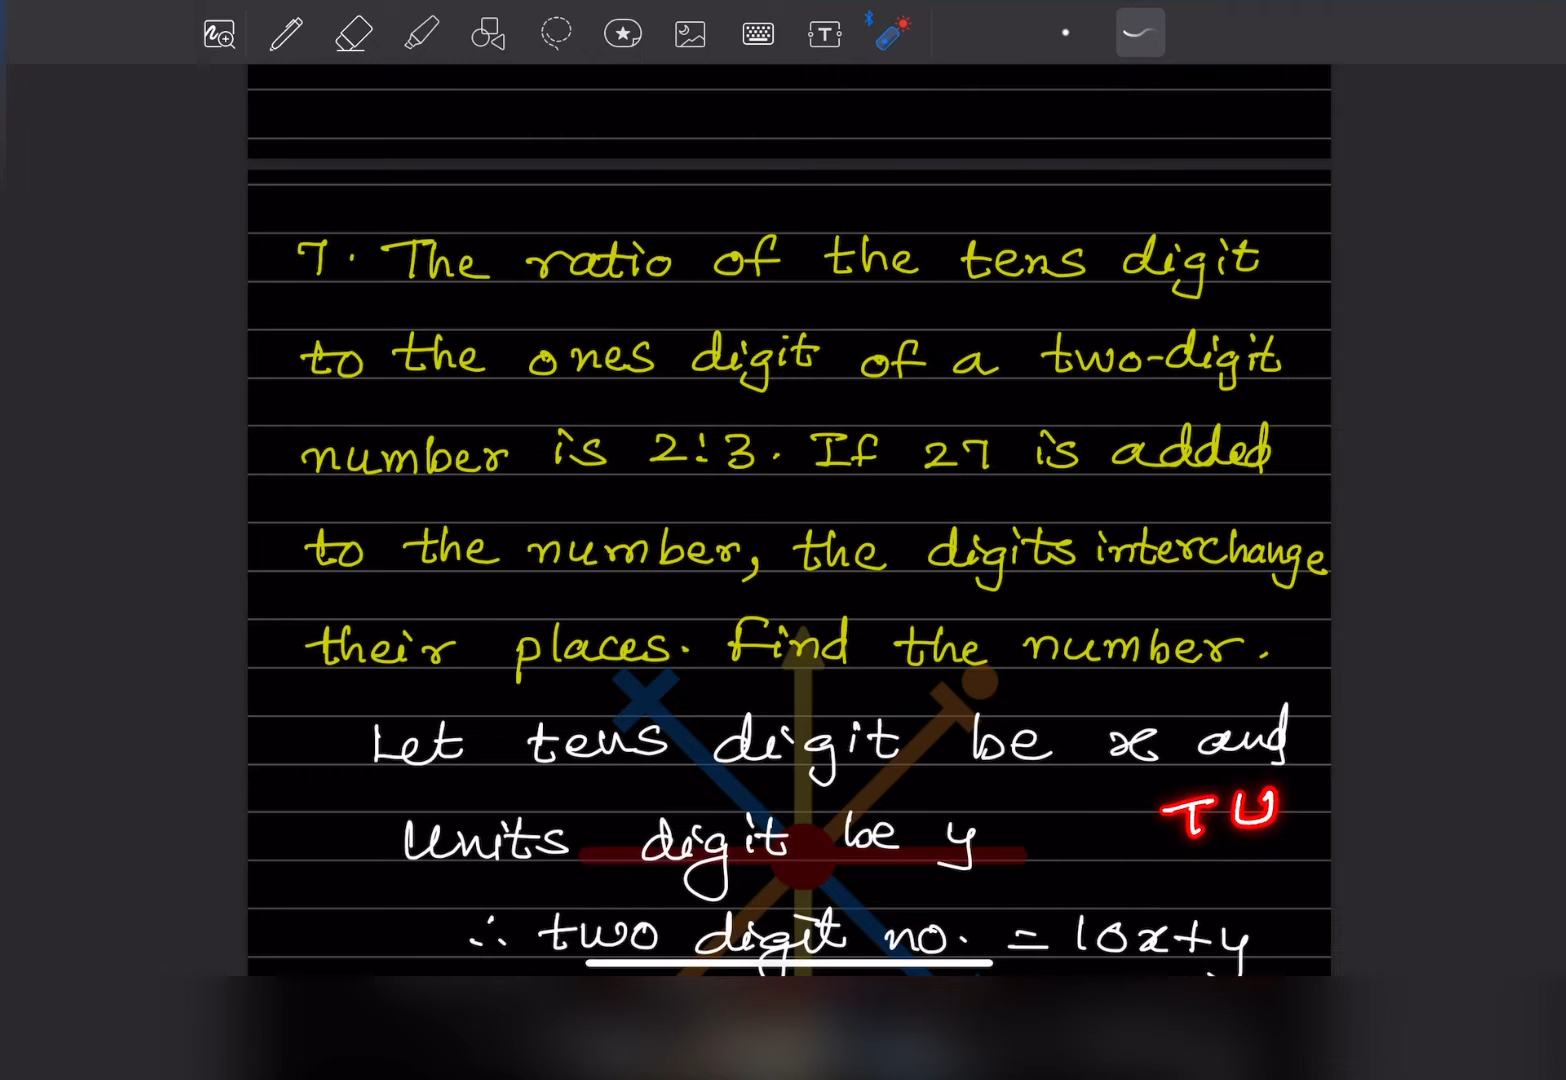 7. The ratio of the tens digit
to the ones digit of a two-digit
number is 2:3. If 27 is added
to the number, the digits interchange
their places. Find the number.
Let tens digit be x and
TU
Units digit be y
∴ two digit no. = 10x+y